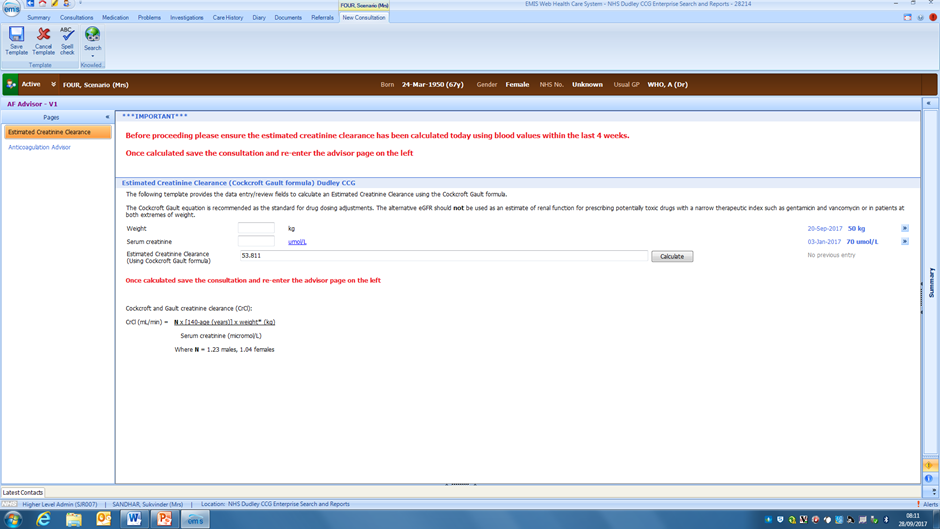 emis
FOUR, Scenario (Mrs)
EMIS Web Health Care System - NHS Dudley CCG Enterprise Search and Reports - 28214
Summary Consultations Medication Problems Investigations Care History Diary Documents Referrals New Consultation
Save Template
Cancel Template
ABC
Spell check
Search
Template
Knowled...
Active FOUR, Scenario (Mrs) Born 24-Mar-1950 (67y) Gender Female NHS No. Unknown Usual GP WHO, A (Dr)
AF Advisor - V1
Pages
Estimated Creatinine Clearance
Anticoagulation Advisor
***IMPORTANT***
Before proceeding please ensure the estimated creatinine clearance has been calculated today using blood values within the last 4 weeks.
Once calculated save the consultation and re-enter the advisor page on the left
Estimated Creatinine Clearance (Cockcroft Gault formula) Dudley CCG
The following template provides the data entry/review fields to calculate an Estimated Creatinine Clearance using the Cockcroft Gault formula.
The Cockcroft Gault equation is recommended as the standard for drug dosing adjustments. The alternative eGFR should not be used as an estimate of renal function for prescribing potentially toxic drugs with a narrow therapeutic index such as gentamicin and vancomycin or in patients at
both extremes of weight.
Weight kg 20-Sep-2017 50 kg
Serum creatinine umol/L 03-Jan-2017 70 umol/L
Estimated Creatinine Clearance
(Using Cockcroft Gault formula)
53.811 Calculate No previous entry
Once calculated save the consultation and re-enter the advisor page on the left
Cockcroft and Gault creatinine clearance (CrCl):
CrCl (mL/min) = N x [140-age (years)] x weight* (kg)
Serum creatinine (micromol/L)
Where N = 1.23 males, 1.04 females
Summary
Latest Contacts
NHS Higher Level Admin (SJR007) | SANDHAR, Sukvinder (Mrs) | Location: NHS Dudley CCG Enterprise Search and Reports
Alerts
08:11
28/09/2017